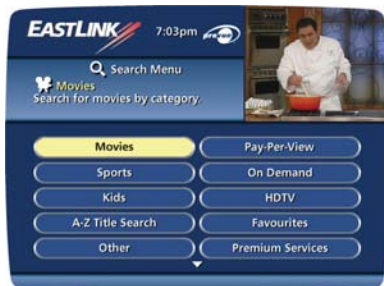 EASTLINK 7:03pm
Search Menu
Movies
Search for movies by category.
Movies Pay-Per-View
Sports On Demand
Kids HDTV
A-Z Title Search Favourites
Other Premium Services